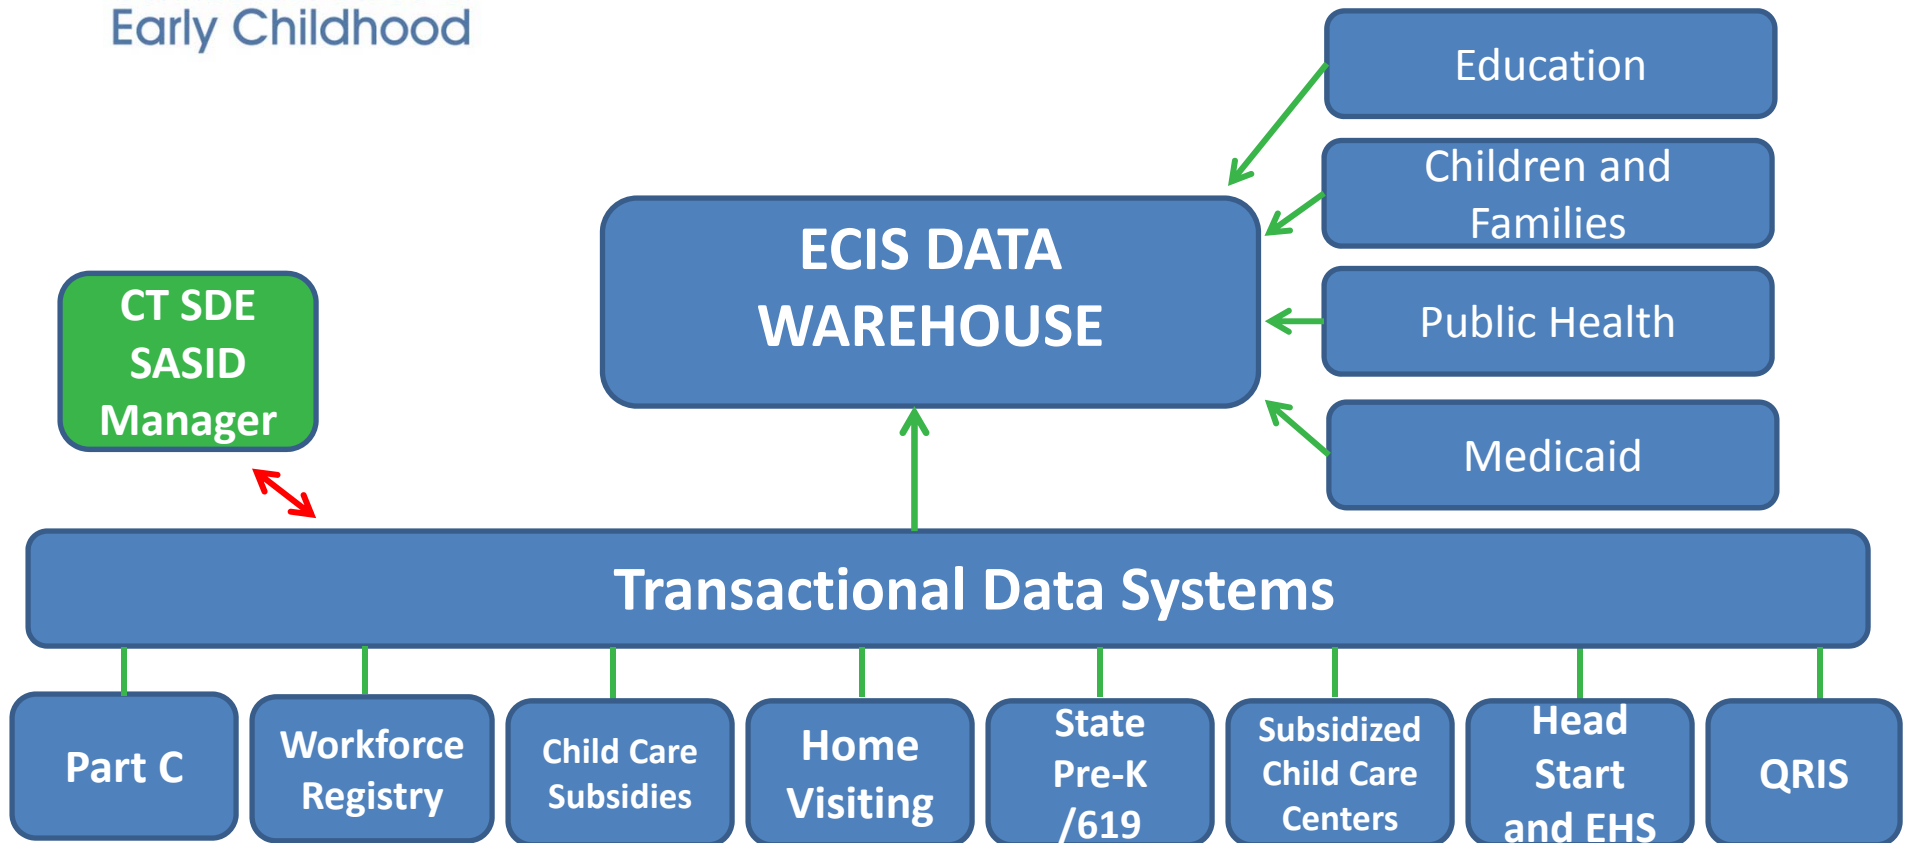 Early Childhood
Education
Children and
Families
ECIS DATA
WAREHOUSE
Public Health
CT SDE
SASID
Manager
Medicaid
Transactional Data Systems
Part C
Workforce
Registry
Child Care
Subsidies
Home
Visiting
State
Pre-K
/619
Subsidized
Child Care
Centers
Head
Start
and EHS
QRIS